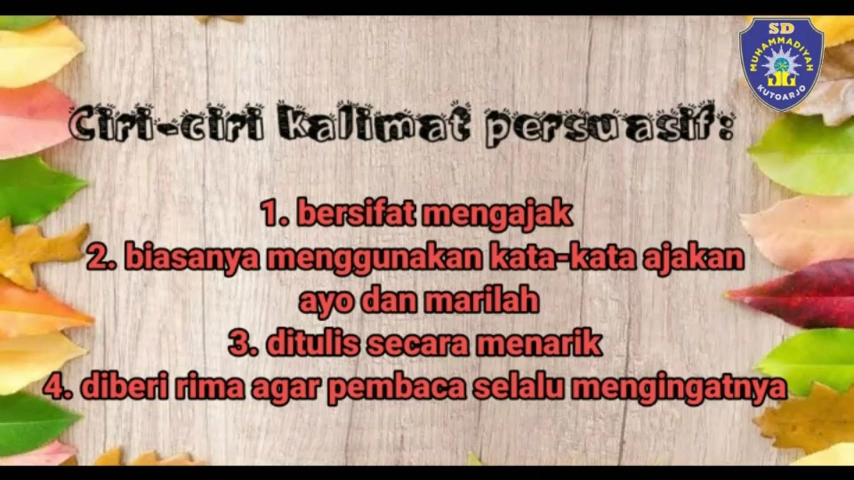 SD
MUHAMMADIYAH
KUTOARJO
Ciri-ciri kalimat persuasif:
1. bersifat mengajak
2. biasanya menggunakan kata-kata ajakan
ayo dan marilah
3. ditulis secara menarik
4. diberi rima agar pembaca selalu mengingatnya